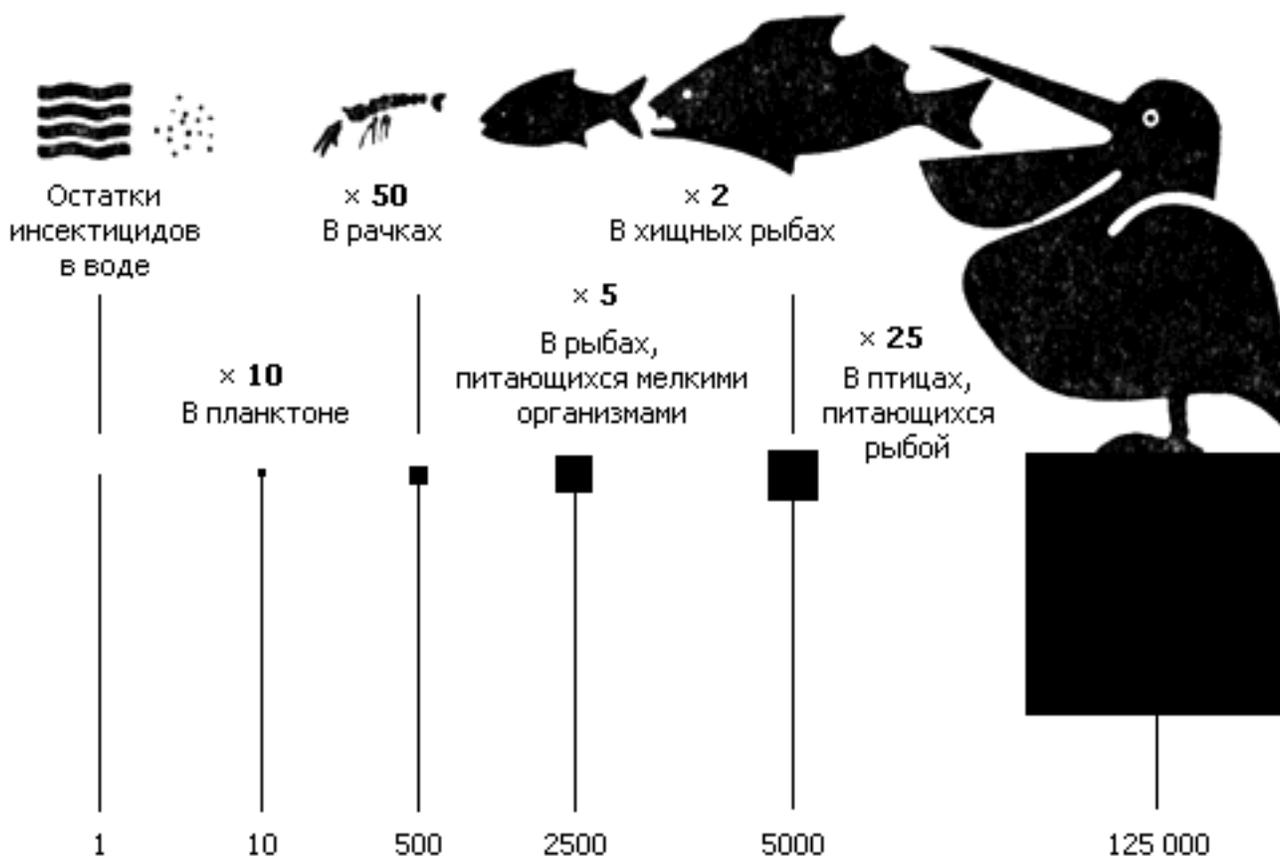 Остатки
инсектицидов
в воде
× 10
В планктоне
× 50
В рачках
× 5
В рыбах,
питающихся мелкими
организмами
× 2
В хищных рыбах
× 25
В птицах,
питающихся
рыбой
1
10
500
2500
5000
125 000